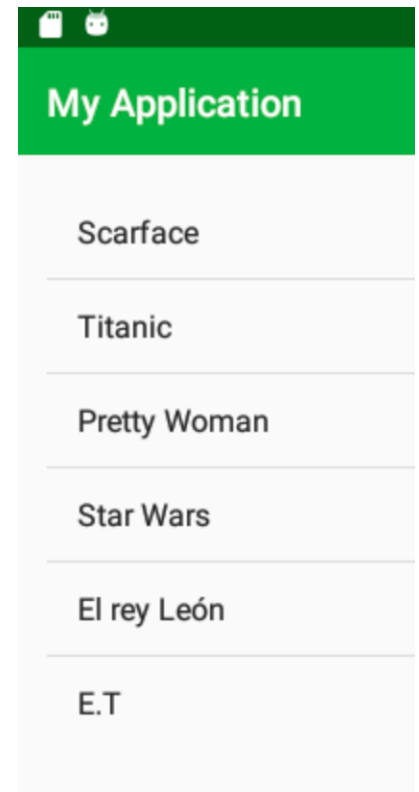 My Application
Scarface
Titanic
Pretty Woman
Star Wars
El rey León
E.T